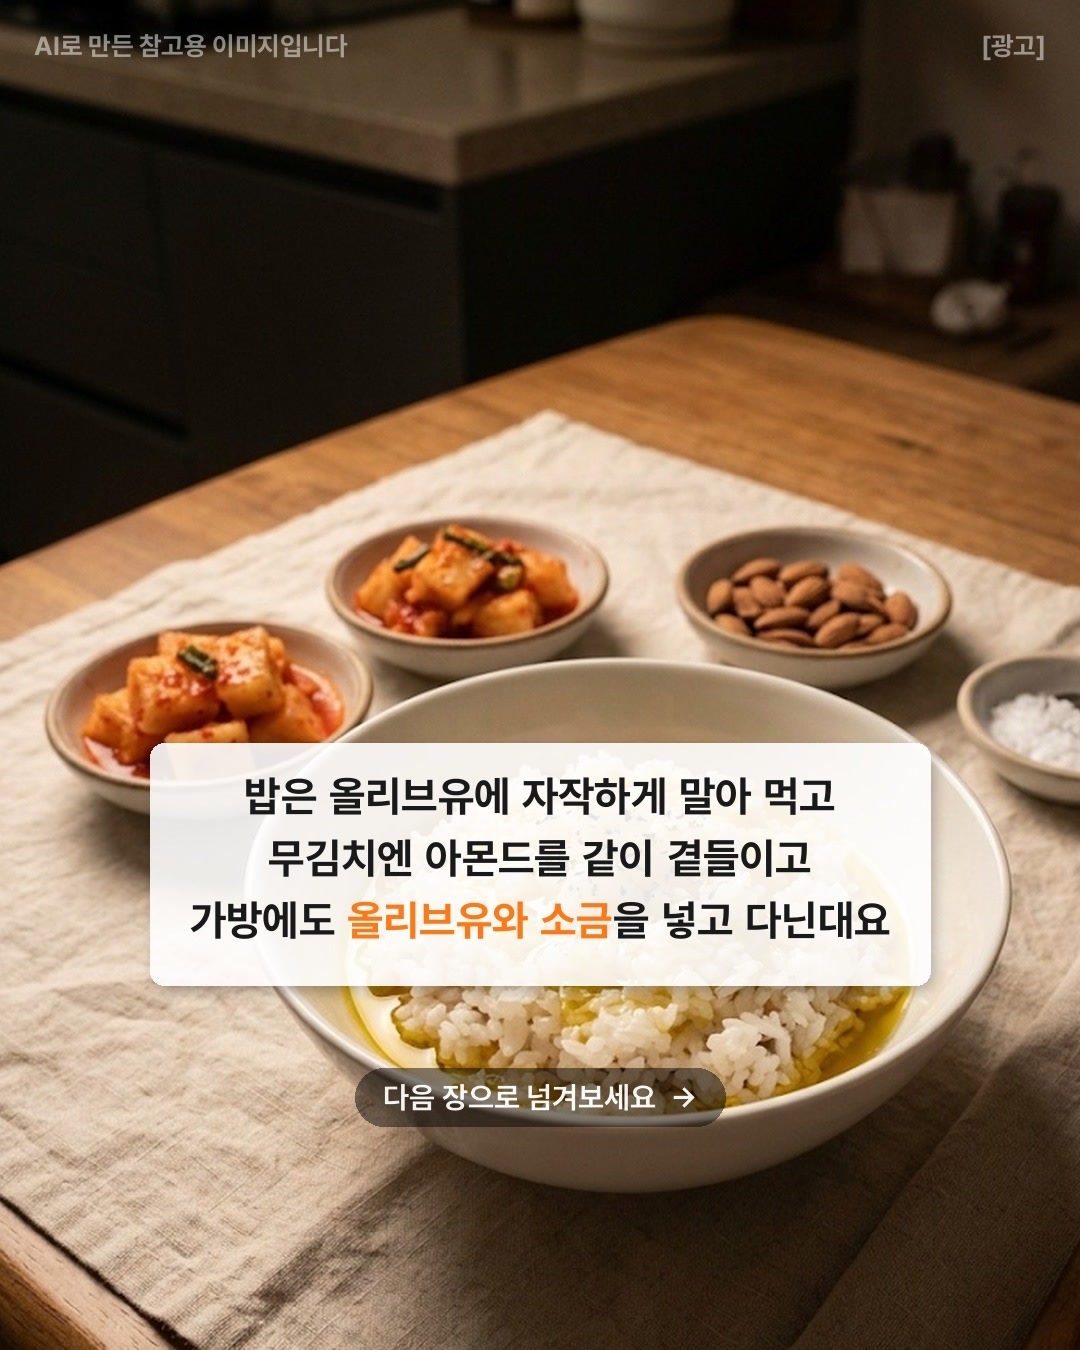 AI로 만든 참고용 이미지입니다
[광고]
밥은 올리브유에 자작하게 말아 먹고
무김치엔 아몬드를 같이 곁들이고
가방에도 올리브유와 소금을 넣고 다닌대요
다음 장으로 넘겨보세요 →